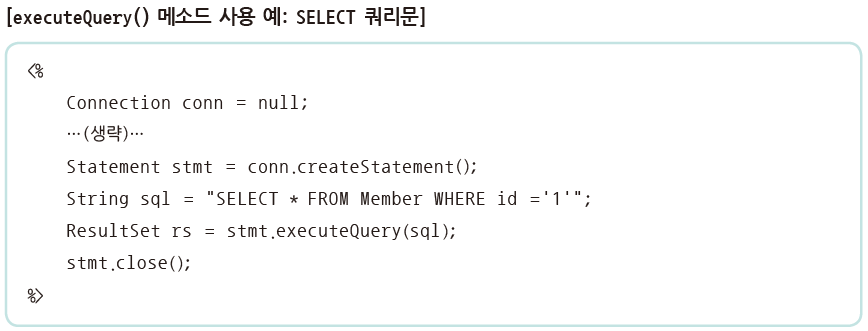 [executeQuery() 메소드 사용 예: SELECT 쿼리문]
<%
Connection conn = null;
…(생략)…
Statement stmt = conn.createStatement();
String sql = "SELECT * FROM Member WHERE id ='1'";
ResultSet rs = stmt.executeQuery(sql);
stmt.close();
%>